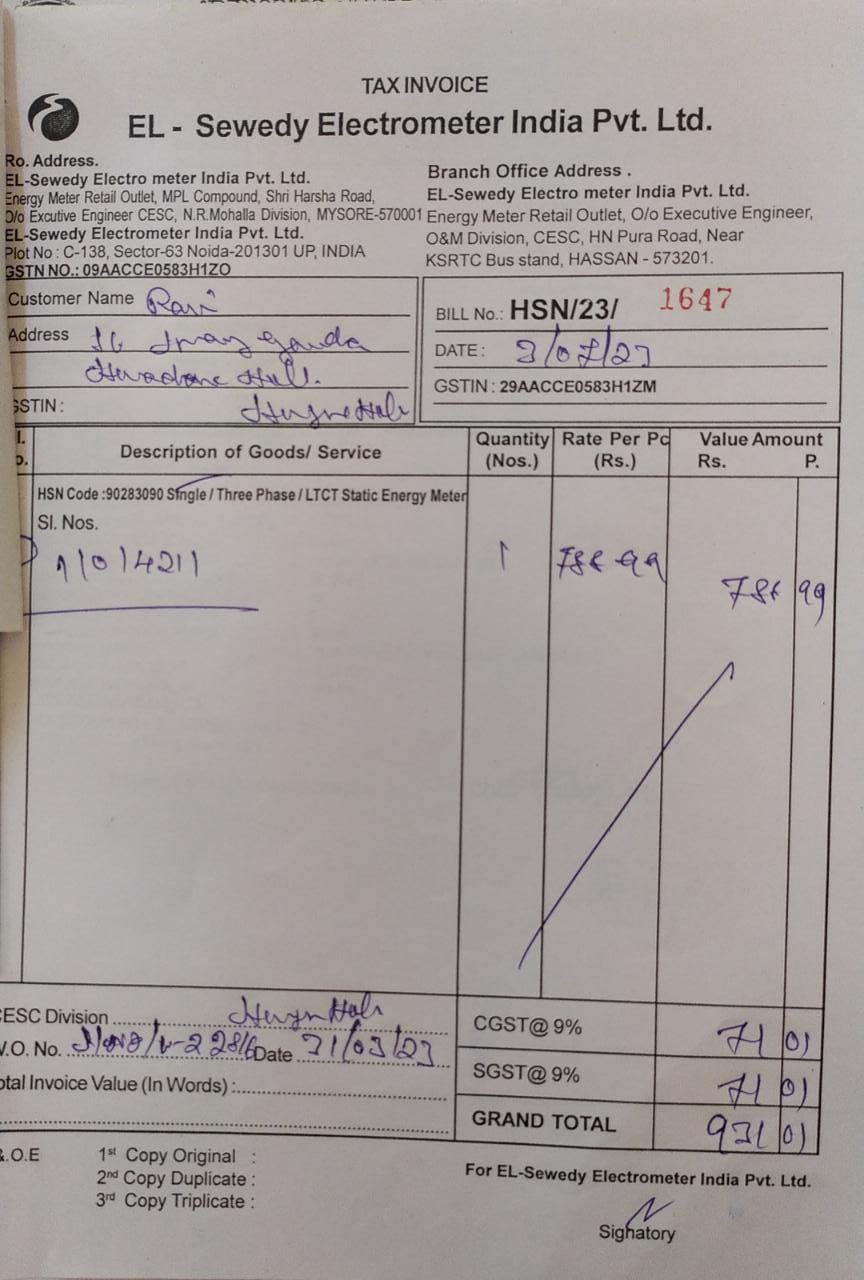 TAX INVOICE
EL - Sewedy Electrometer India Pvt. Ltd.
Ro. Address.
EL-Sewedy Electro meter India Pvt. Ltd.
Energy Meter Retail Outlet, MPL Compound, Shri Harsha Road,
O/o Excutive Engineer CESC, N.R.Mohalla Division, MYSORE-570001
EL-Sewedy Electrometer India Pvt. Ltd.
Plot No : C-138, Sector-63 Noida-201301 UP, INDIA
GSTN NO.: 09AACCE0583H1ZO
Branch Office Address .
EL-Sewedy Electro meter India Pvt. Ltd.
Energy Meter Retail Outlet, O/o Executive Engineer,
O&M Division, CESC, HN Pura Road, Near
KSRTC Bus stand, HASSAN - 573201.
Customer Name Ravi
Address
GSTIN :
BILL No.: HSN/23/ 1647
DATE :
GSTIN : 29AACCE0583H1ZM
Description of Goods/ Service
Quantity (Nos.)
Rate Per Pc (Rs.)
Value Amount
Rs. P.
HSN Code :90283090 Single / Three Phase / LTCT Static Energy Meter
Sl. Nos.
11014211 1
CESC Division
W.O. No. Date 31/03/23
Total Invoice Value (In Words) :
CGST@ 9% 71 01
SGST@ 9% 71 01
GRAND TOTAL 931 01
E.&.O.E
1st Copy Original :
2nd Copy Duplicate :
3rd Copy Triplicate :
For EL-Sewedy Electrometer India Pvt. Ltd.
Signatory